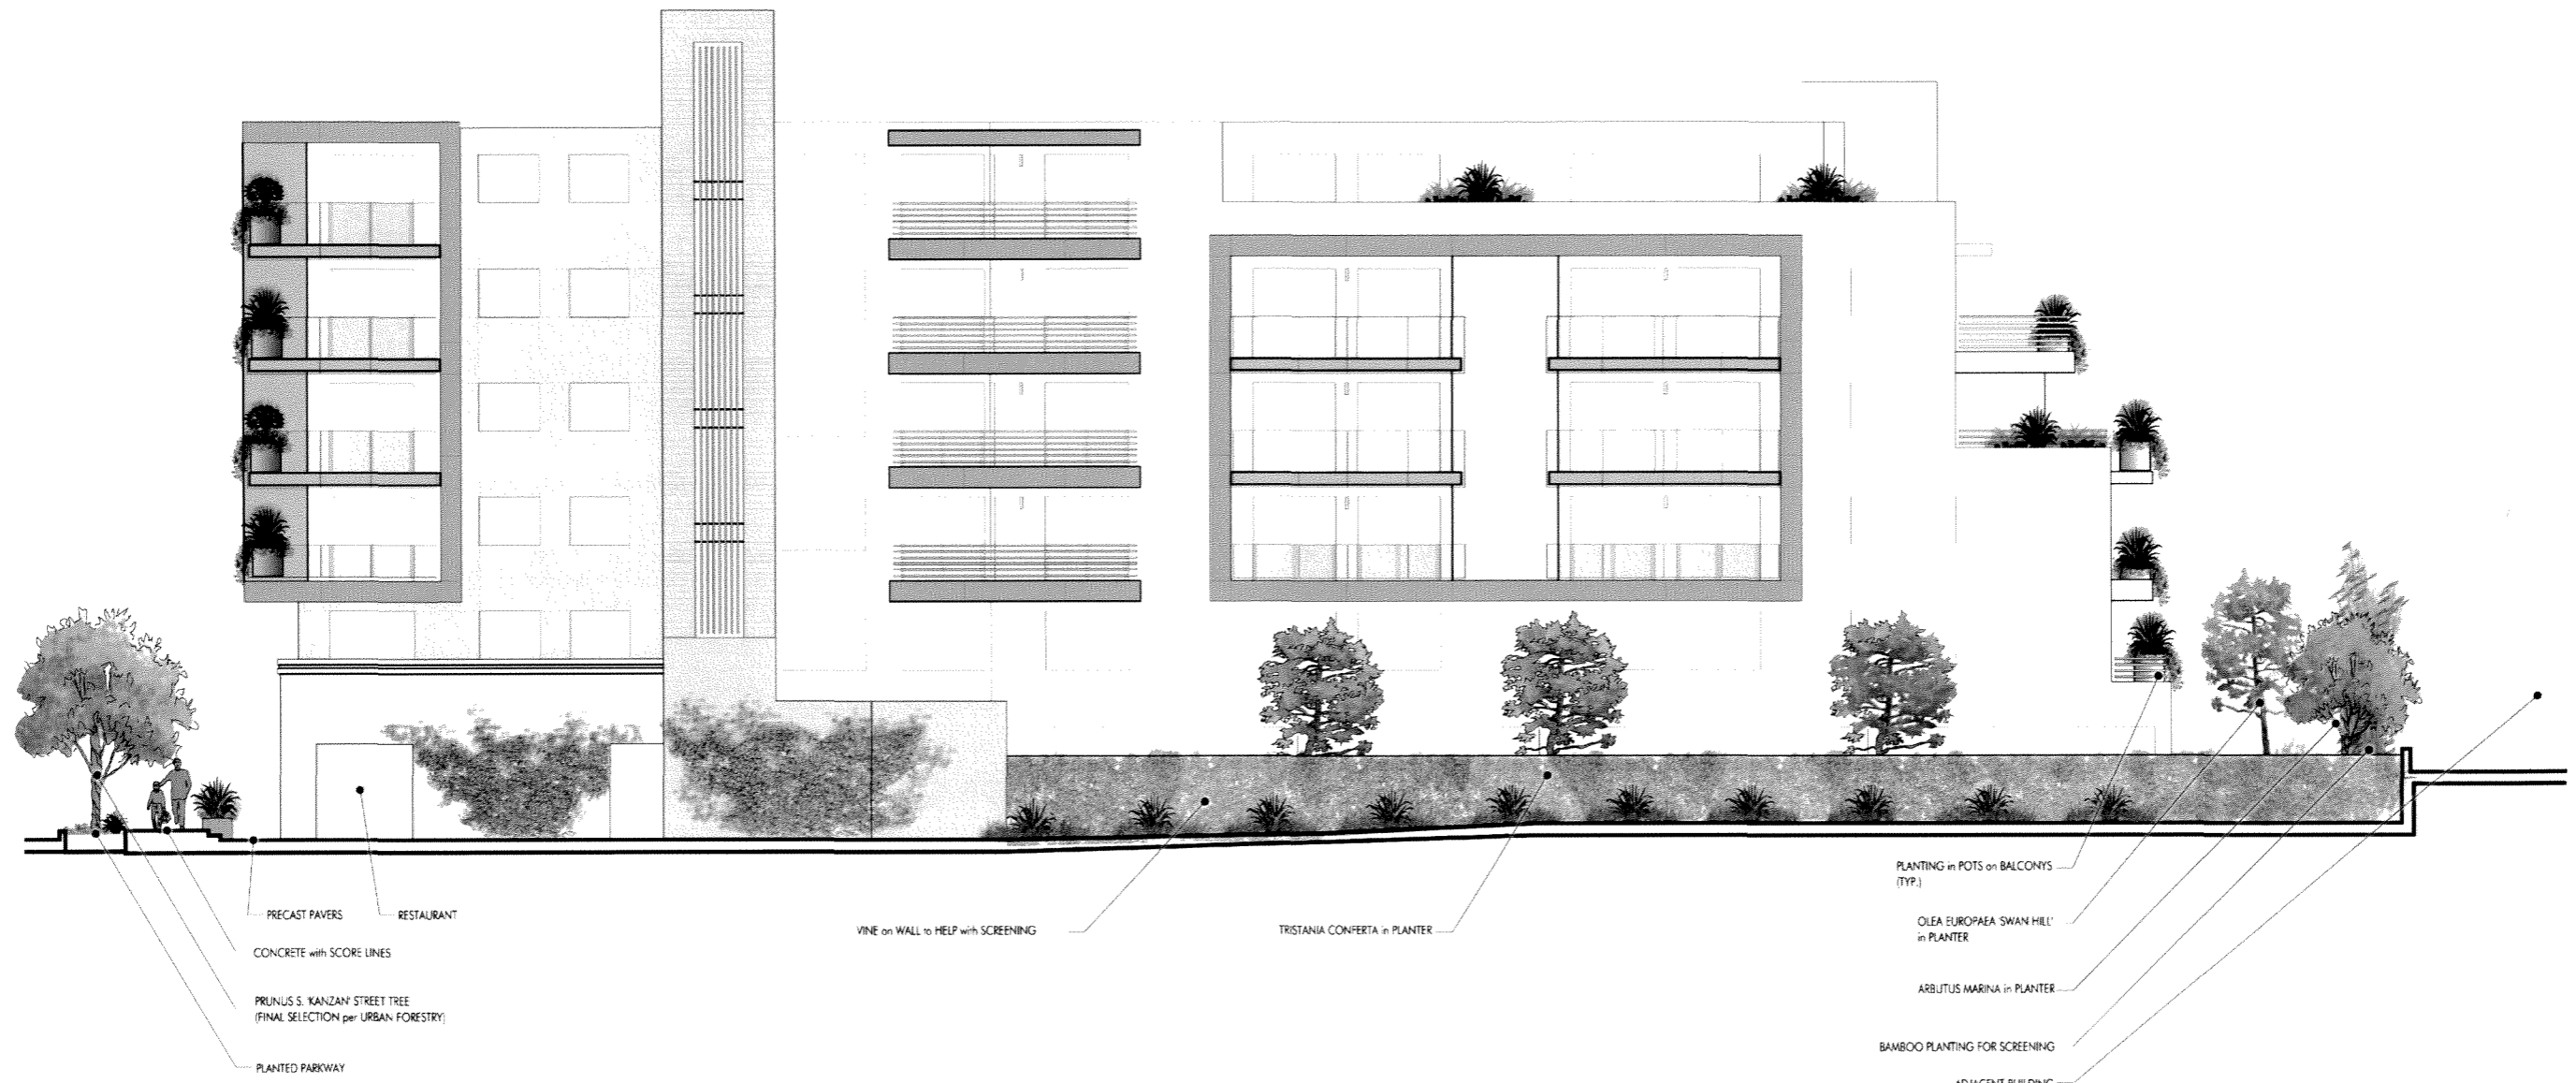 PRECAST PAVERS
RESTAURANT
CONCRETE with SCORE LINES
PRUNUS S. 'KANZAN' STREET TREE
(FINAL SELECTION per URBAN FORESTRY)
PLANTED PARKWAY
VINE on WALL to HELP with SCREENING
TRISTANIA CONFERTA in PLANTER
PLANTING in POTS on BALCONYS
(TYP.)
OLEA EUROPAEA 'SWAN HILL'
in PLANTER
ARBUTUS MARINA in PLANTER
BAMBOO PLANTING FOR SCREENING
ADJACENT BUILDING